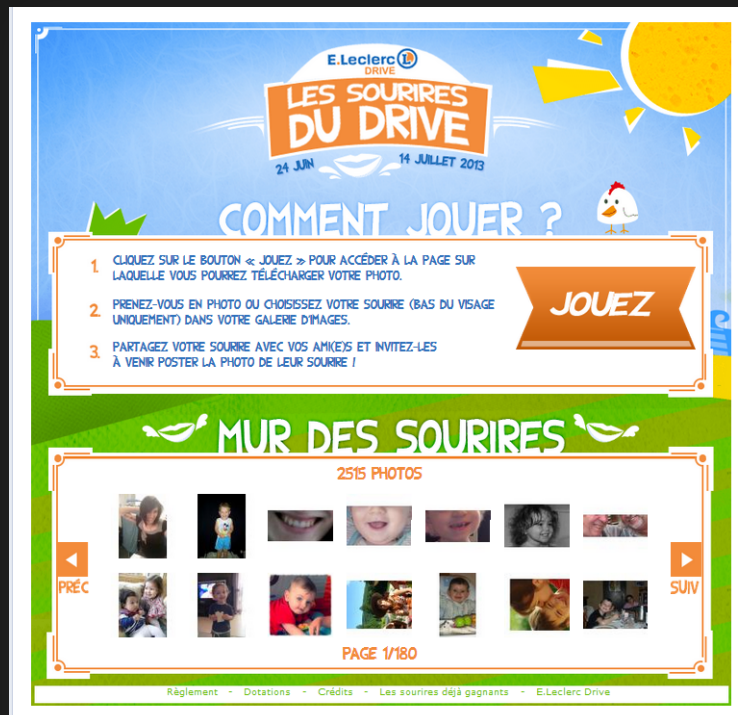 E.Leclerc L
DRIVE
LES SOURIRES
DU DRIVE
24 JUIN
14 JUILLET 2013
COMMENT JOUER ?
1. CLIQUEZ SUR LE BOUTON « JOUEZ » POUR ACCÉDER À LA PAGE SUR
LAQUELLE VOUS POURREZ TÉLÉCHARGER VOTRE PHOTO.
2. PRENEZ-VOUS EN PHOTO OU CHOISISSEZ VOTRE SOURIRE (BAS DU VISAGE
UNIQUEMENT) DANS VOTRE GALERIE D'IMAGES.
3. PARTAGEZ VOTRE SOURIRE AVEC VOS AMI(E)S ET INVITEZ-LES
À VENIR POSTER LA PHOTO DE LEUR SOURIRE !
JOUEZ
MUR DES SOURIRES
2515 PHOTOS
PRÉC
SUIV
PAGE 1/180
Règlement - Dotations - Crédits - Les sourires déjà gagnants - E.Leclerc Drive